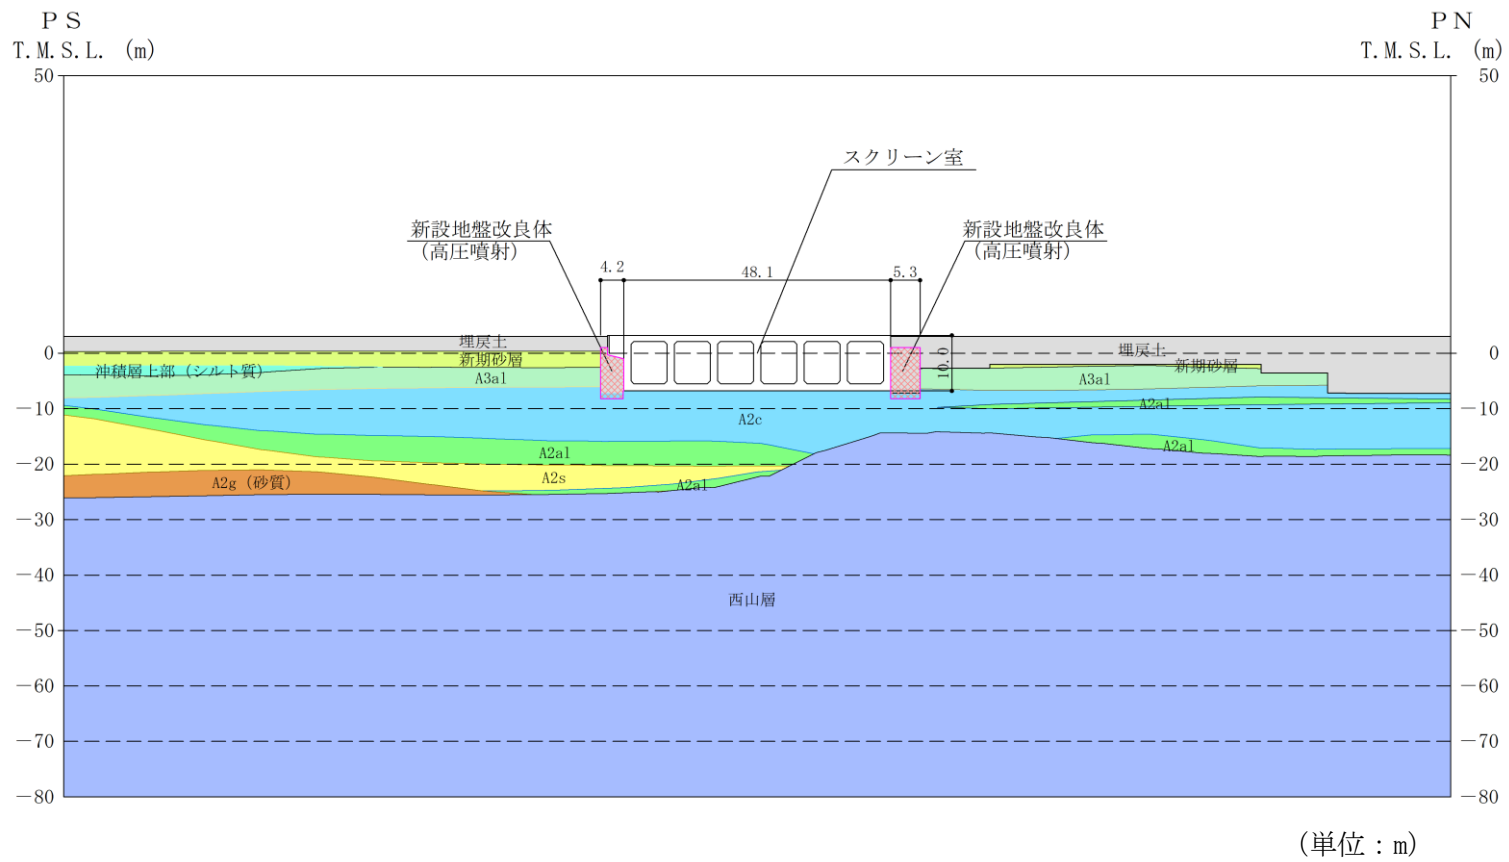 ＰＳ
ＰＮ
T.M.S.L. (m)
T.M.S.L. (m)
50
50
スクリーン室
新設地盤改良体
(高圧噴射)
新設地盤改良体
(高圧噴射)
4.2
48.1
5.3
埋戻土
埋戻土
0
0
10.0
新期砂層
新期砂層
沖積層上部（シルト質）
A3al
A3al
A2al
－10
－10
A2c
A2al
A2al
－20
－20
A2g（砂質）
A2s
A2al
－30
－30
－40
－40
西山層
－50
－50
－60
－60
－70
－70
－80
－80
(単位：m)